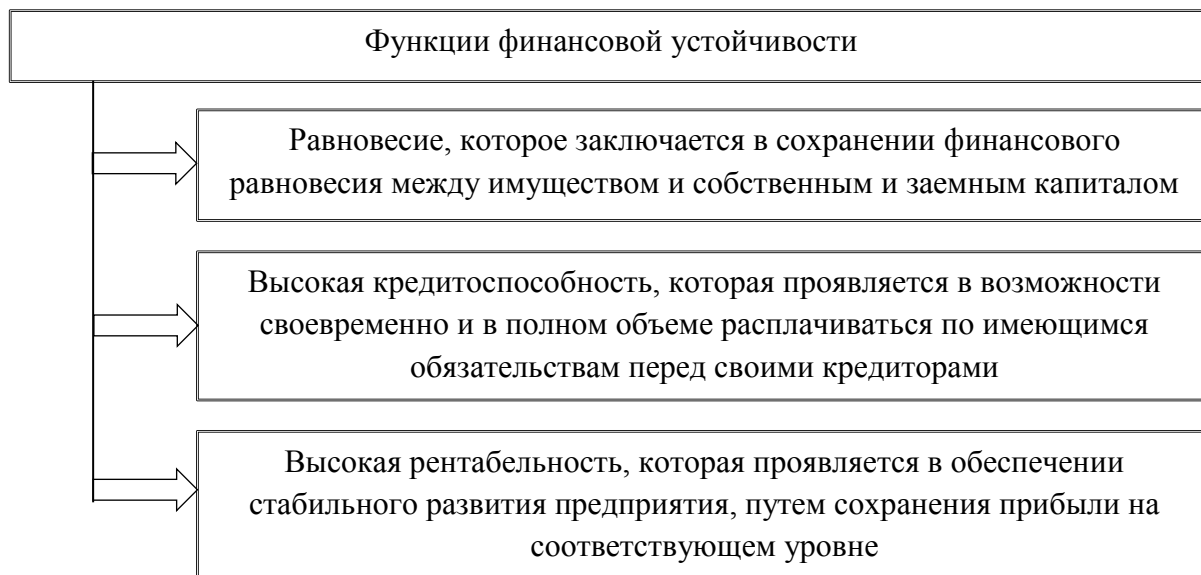 Функции финансовой устойчивости
Равновесие, которое заключается в сохранении финансового
равновесия между имуществом и собственным и заемным капиталом
Высокая кредитоспособность, которая проявляется в возможности
своевременно и в полном объеме расплачиваться по имеющимся
обязательствам перед своими кредиторами
Высокая рентабельность, которая проявляется в обеспечении
стабильного развития предприятия, путем сохранения прибыли на
соответствующем уровне